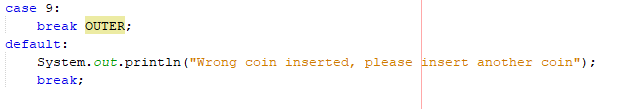 case 9:
    break OUTER;
default:
    System.out.println("Wrong coin inserted, please insert another coin");
    break;